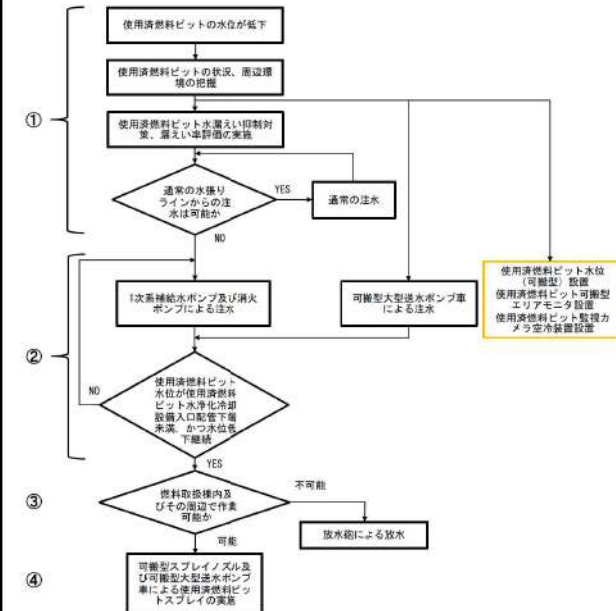 使用済燃料ピットの水位が低下
使用済燃料ピットの状況、周辺環
境の把握
①
使用済燃料ピット水漏えい抑制対
策、漏えい率評価の実施
通常の水張り
ラインからの注
水は可能か
YES
通常の注水
NO
1次系補給水ポンプ及び消火
ポンプによる注水
可搬型大型送水ポンプ車
による注水
使用済燃料ピット水位
(可搬型)設置
使用済燃料ピット可搬型
エリアモニタ設置
使用済燃料ピット監視カ
メラ空冷装置設置
②
NO
使用済燃料ピット
水位が使用済燃料
ピット水浄化冷却
設備入口配管下端
未満、かつ水位低
下継続
YES
③
燃料取扱棟内及
びその周辺で作業
可能か
不可能
放水砲による放水
可能
④
可搬型スプレイノズル及
び可搬型大型送水ポンプ
車による使用済燃料ピッ
トスプレイの実施